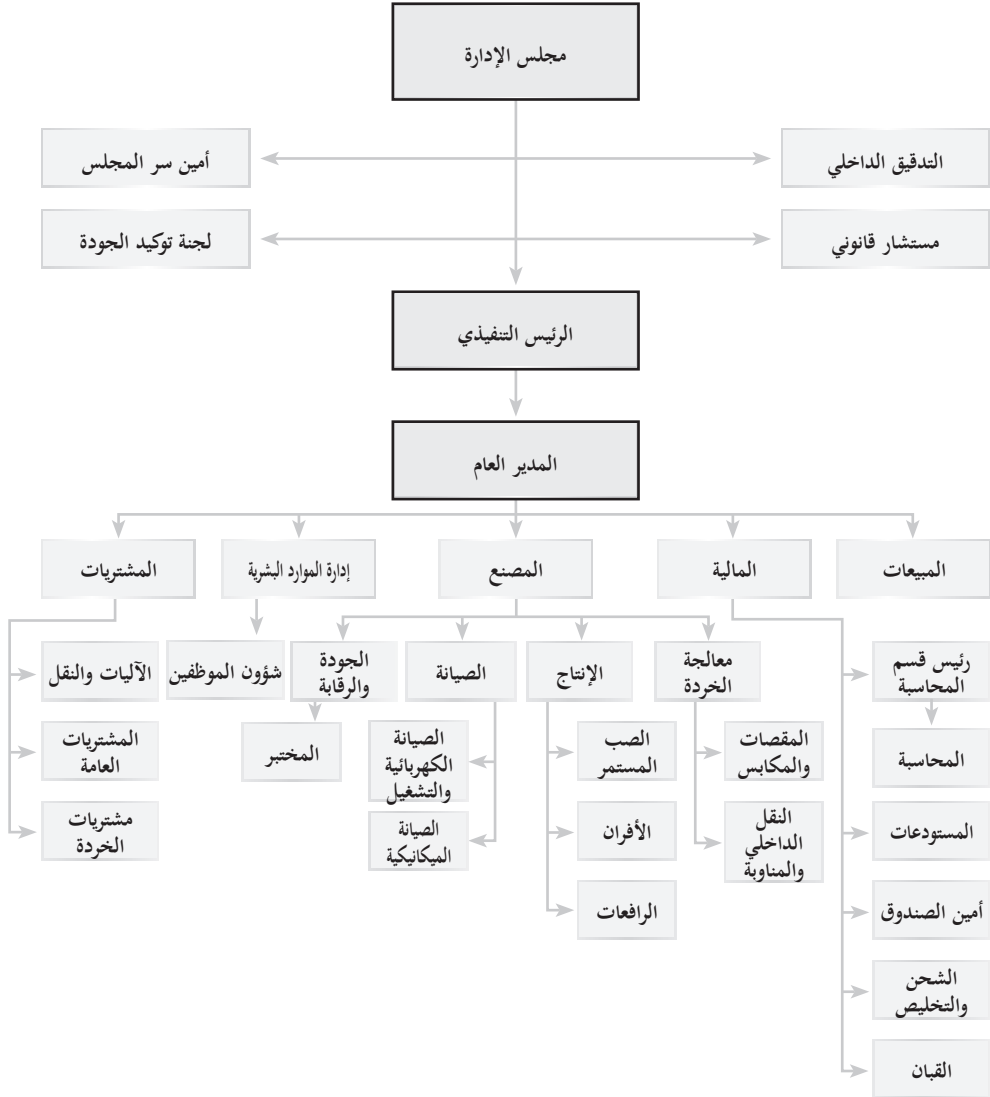 مجلس الإدارة
التدقيق الداخلي
أمين سر المجلس
مستشار قانوني
لجنة توكيد الجودة
الرئيس التنفيذي
المدير العام
المبيعات
المالية
المصنع
إدارة الموارد البشرية
المشتريات
رئيس قسم
المحاسبة
المحاسبة
المستودعات
أمين الصندوق
الشحن
والتخليص
القبان
معالجة
الخردة
المقصات
والمكابس
النقل
الداخلي
والمناوبة
الإنتاج
الصب
المستمر
الأفران
الرافعات
الصيانة
الصيانة
الكهربائية
والتشغيل
الصيانة
الميكانيكية
الجودة
والرقابة
المختبر
شؤون الموظفين
الآليات والنقل
المشتريات
العامة
مشتريات
الخردة